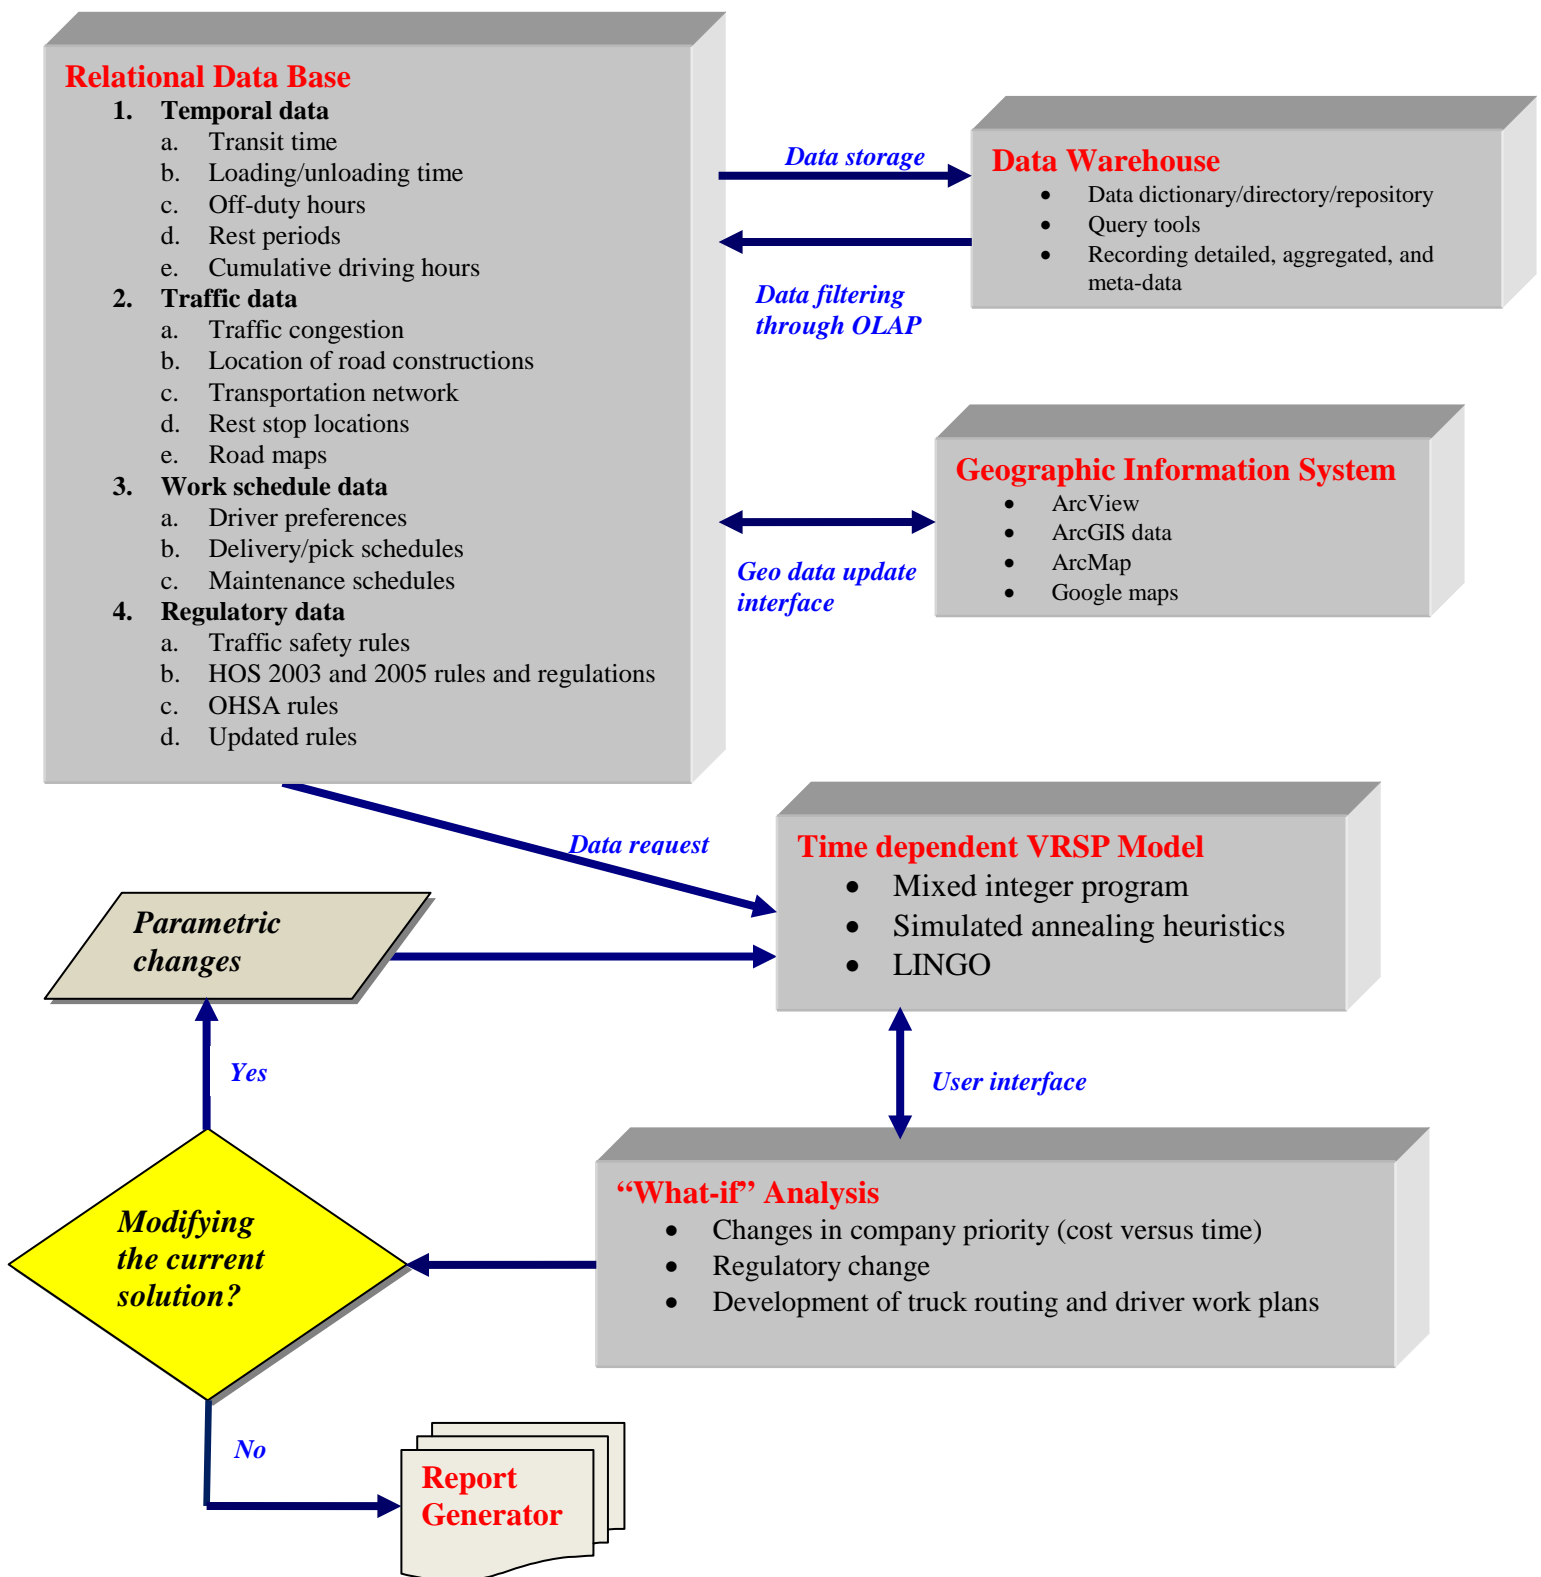 Relational Data Base
1. Temporal data
a. Transit time
b. Loading/unloading time
c. Off-duty hours
d. Rest periods
e. Cumulative driving hours
2. Traffic data
a. Traffic congestion
b. Location of road constructions
c. Transportation network
d. Rest stop locations
e. Road maps
3. Work schedule data
a. Driver preferences
b. Delivery/pick schedules
c. Maintenance schedules
4. Regulatory data
a. Traffic safety rules
b. HOS 2003 and 2005 rules and regulations
c. OHSA rules
d. Updated rules
Data storage
Data filtering
through OLAP
Data Warehouse
• Data dictionary/directory/repository
• Query tools
• Recording detailed, aggregated, and
meta-data
Geo data update
interface
Geographic Information System
• ArcView
• ArcGIS data
• ArcMap
• Google maps
Data request
Time dependent VRSP Model
• Mixed integer program
• Simulated annealing heuristics
• LINGO
Parametric
changes
Yes
User interface
“What-if” Analysis
• Changes in company priority (cost versus time)
• Regulatory change
• Development of truck routing and driver work plans
Modifying
the current
solution?
No
Report
Generator